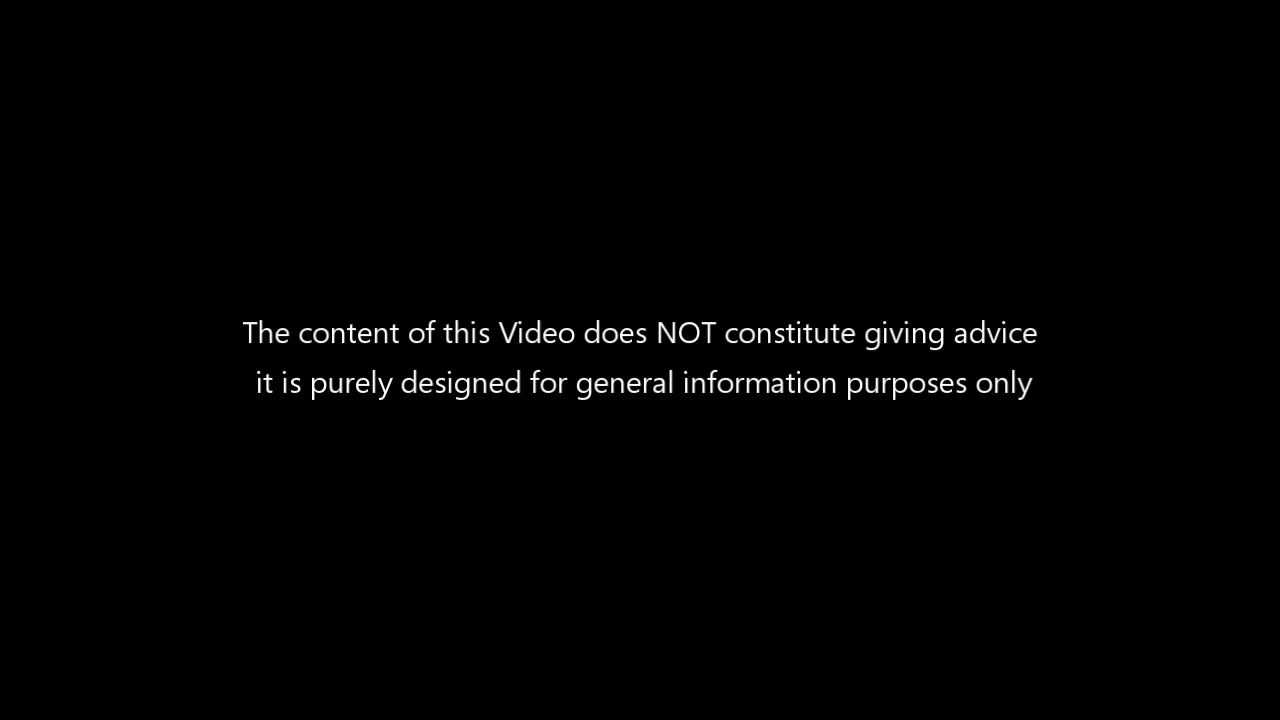 The content of this Video does NOT constitute giving advice
it is purely designed for general information purposes only